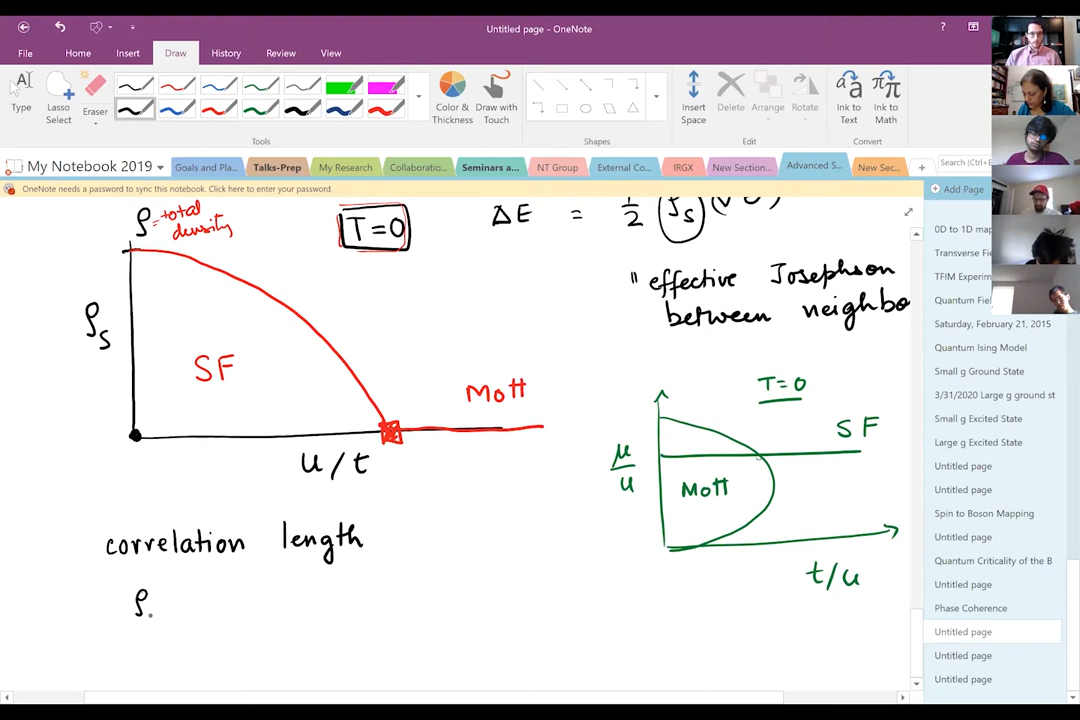 Untitled page - OneNote
?
File Home Insert Draw History Review View
Type
Lasso Select
Eraser
Color & Thickness
Draw with Touch
Insert Space
Delete
Arrange
Rotate
Ink to Text
Ink to Math
Tools
Shapes
Edit
Convert
My Notebook 2019
Goals and Pla...
Talks-Prep
My Research
Collaboratio...
Seminars a...
NT Group
External Co...
IRGX
New Section...
Advanced S...
New Sec...
Search (Ctrl+E
OneNote needs a password to sync this notebook. Click here to enter your password.
Add Page
ρ = total density
T=0
ΔE = 1/2 (ρs)
"effective Josephson
between neighbo
ρs
SF
Mott
u/t
T=0
SF
μ/u
Mott
t/u
correlation length
ρ
0D to 1D map
Transverse Fi
TFIM Experim
Quantum Fiel
Saturday, February 21, 2015
Quantum Ising Model
Small g Ground State
3/31/2020 Large g ground st
Small g Excited State
Large g Excited State
Untitled page
Untitled page
Spin to Boson Mapping
Untitled page
Quantum Criticality of the B
Untitled page
Phase Coherence
Untitled page
Untitled page
Untitled page